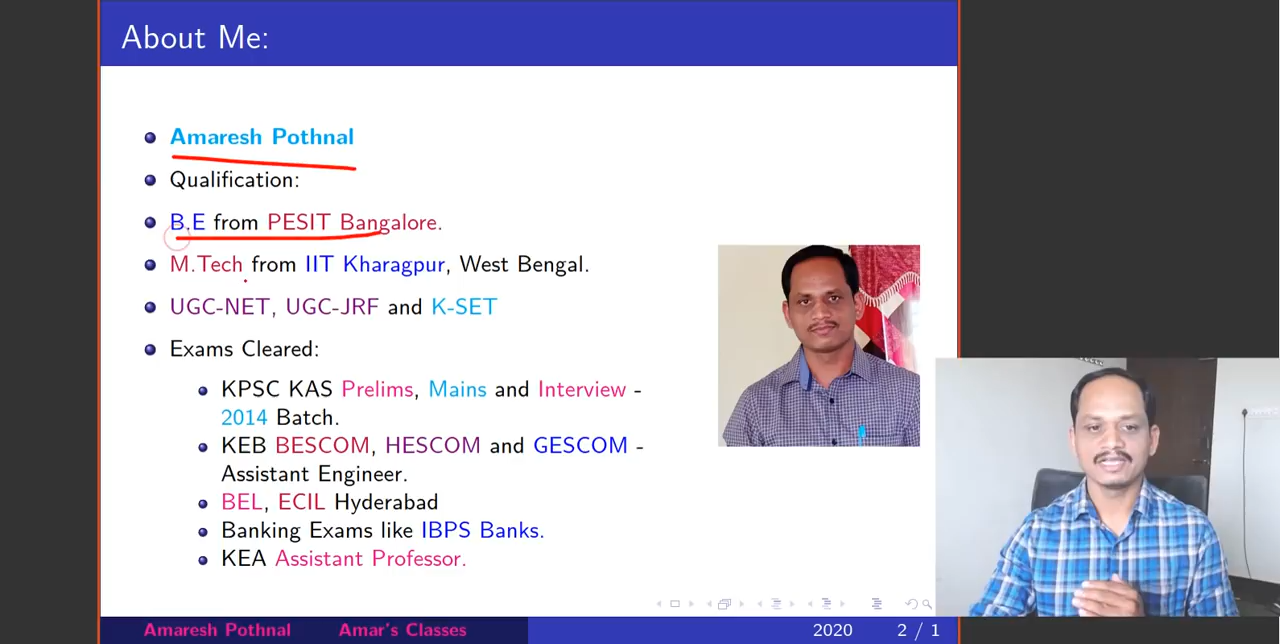 About Me:
Amaresh Pothnal
Qualification:
B.E from PESIT Bangalore.
M.Tech from IIT Kharagpur, West Bengal.
UGC-NET, UGC-JRF and K-SET
Exams Cleared:
KPSC KAS Prelims, Mains and Interview -
2014 Batch.
KEB BESCOM, HESCOM and GESCOM -
Assistant Engineer.
BEL, ECIL Hyderabad
Banking Exams like IBPS Banks.
KEA Assistant Professor.
Amaresh Pothnal Amar's Classes 2020 2 / 1